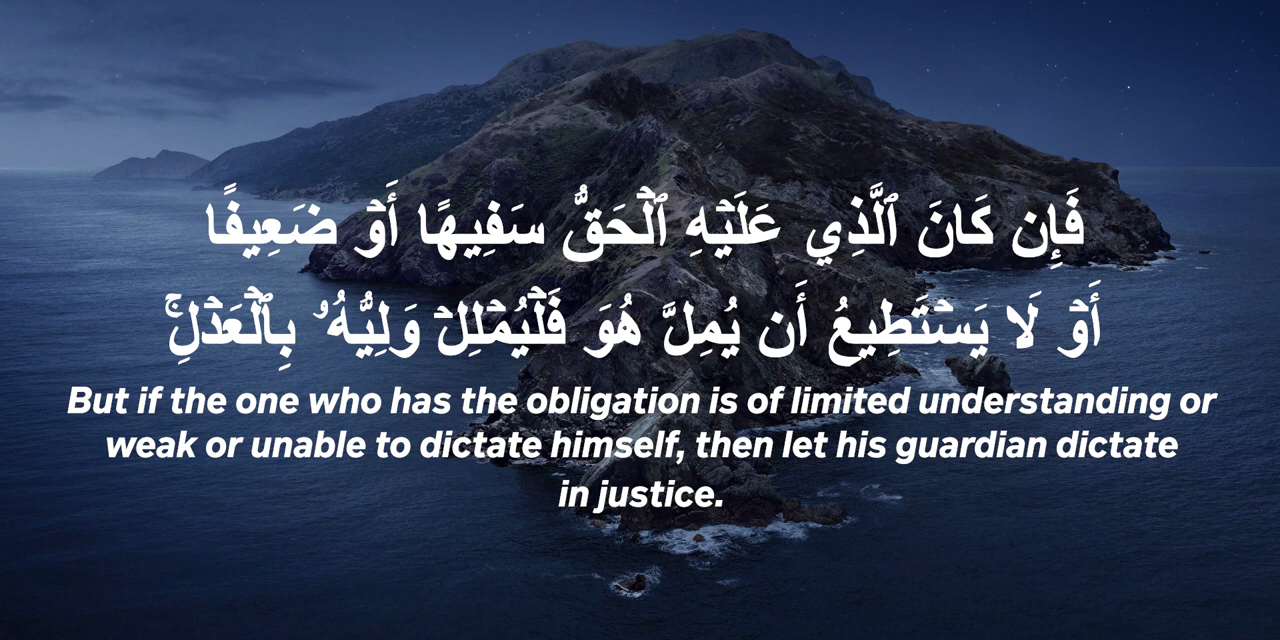 فَإِن كَانَ ٱلَّذِي عَلَيۡهِ ٱلۡحَقُّ سَفِيهًا أَوۡ ضَعِيفًا
أَوۡ لَا يَسۡتَطِيعُ أَن يُمِلَّ هُوَ فَلۡيُمۡلِلۡ وَلِيُّهُۥ بِٱلۡعَدۡلِۚ
But if the one who has the obligation is of limited understanding or
weak or unable to dictate himself, then let his guardian dictate
in justice.